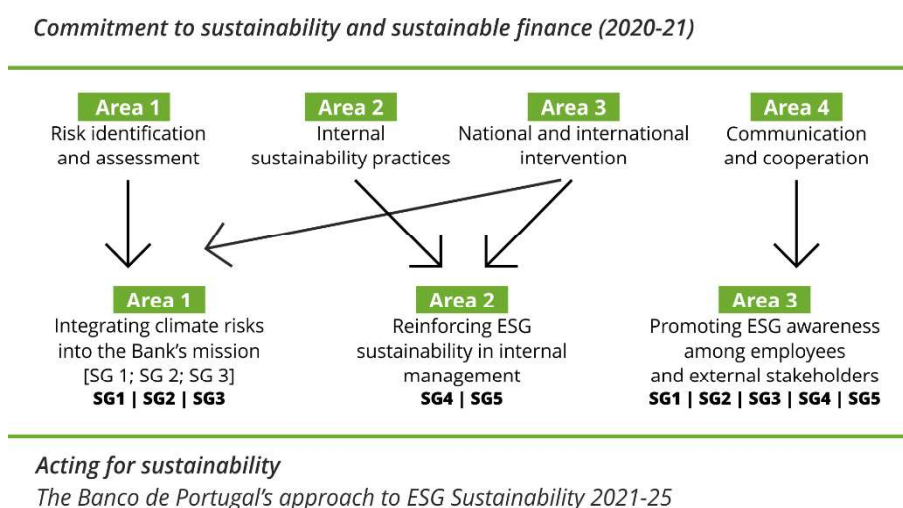 Commitment to sustainability and sustainable finance (2020-21)
Area 1
Risk identification
and assessment
Area 2
Internal
sustainability practices
Area 3
National and international
intervention
Area 4
Communication
and cooperation
Area 1
Integrating climate risks
into the Bank's mission
[SG 1; SG 2; SG 3]
SG1 | SG2 | SG3
Area 2
Reinforcing ESG
sustainability in internal
management
SG4 | SG5
Area 3
Promoting ESG awareness
among employees
and external stakeholders
SG1 | SG2 | SG3 | SG4 | SG5
Acting for sustainability
The Banco de Portugal's approach to ESG Sustainability 2021-25